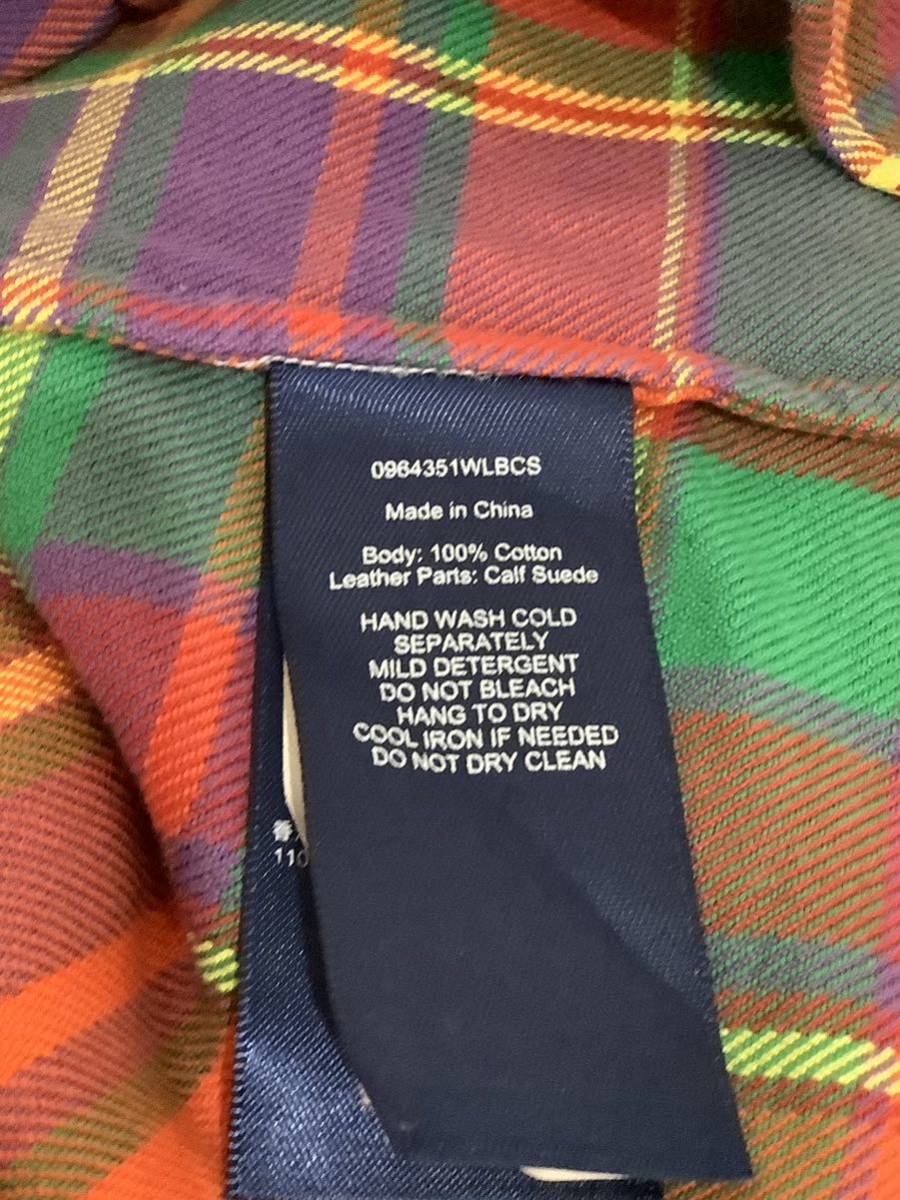 0964351WLBCS
Made in China
Body: 100% Cotton
Leather Parts: Calf Suede
HAND WASH COLD
SEPARATELY
MILD DETERGENT
DO NOT BLEACH
HANG TO DRY
COOL IRON IF NEEDED
DO NOT DRY CLEAN
110